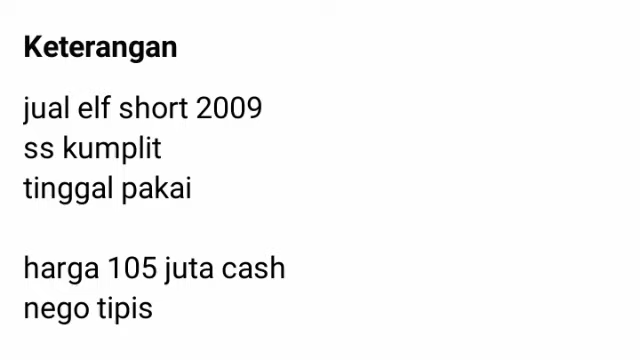 Keterangan
jual elf short 2009
ss kumplit
tinggal pakai
harga 105 juta cash
nego tipis